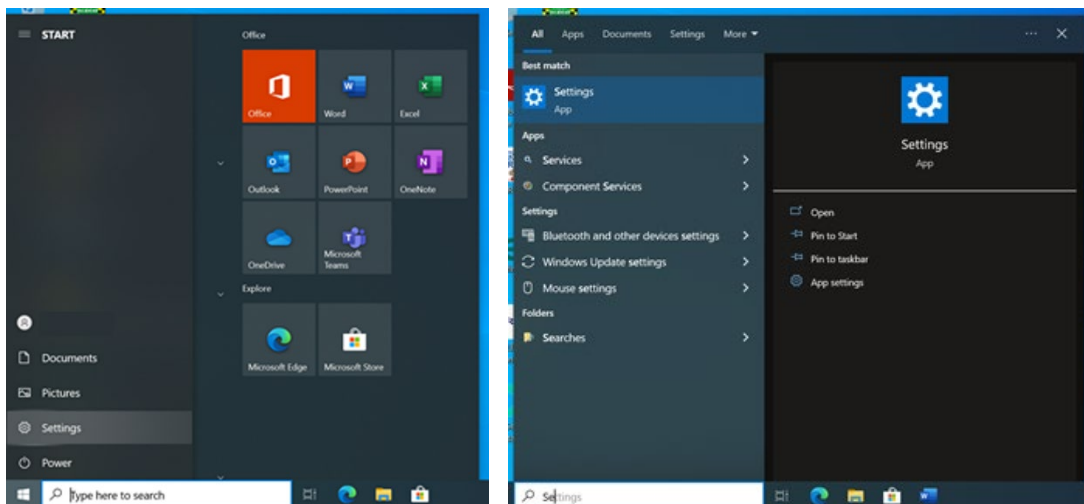 START
Office
Office
Word
Excel
Outlook
PowerPoint
OneNote
OneDrive
Microsoft
Teams
Explore
Microsoft Edge
Microsoft Store
Documents
Pictures
Settings
Power
Type here to search
All Apps Documents Settings More
Best match
Settings
App
Apps
Services
Component Services
Settings
Bluetooth and other devices settings
Windows Update settings
Mouse settings
Folders
Searches
Settings
App
Open
Pin to Start
Pin to taskbar
App settings
Settings